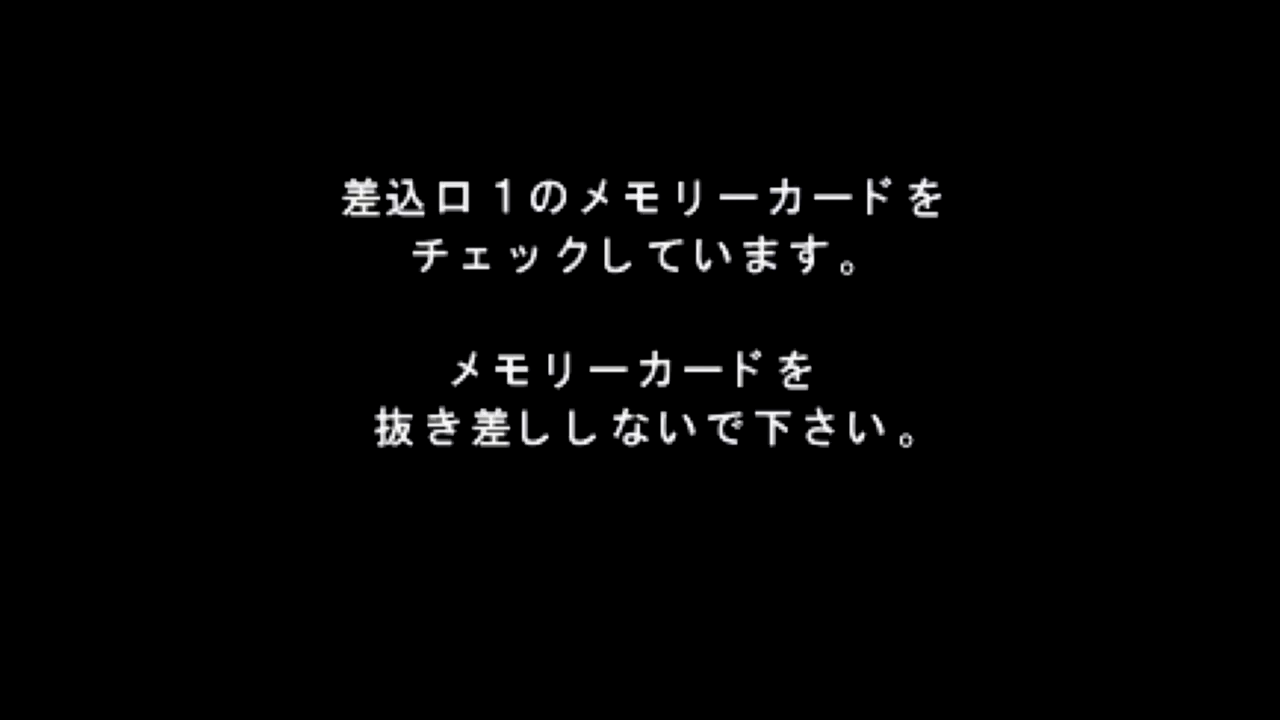 差込口１のメモリーカードを
チェックしています。
メモリーカードを
抜き差ししないで下さい。